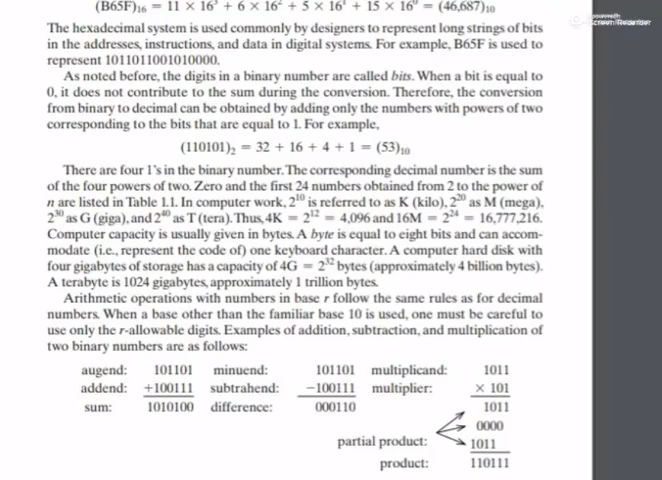 (B65F)16 = 11 × 16³ + 6 × 16² + 5 × 16¹ + 15 × 16⁰ = (46,687)10
The hexadecimal system is used commonly by designers to represent long strings of bits
in the addresses, instructions, and data in digital systems. For example, B65F is used to
represent 1011011001010000.
As noted before, the digits in a binary number are called bits. When a bit is equal to
0, it does not contribute to the sum during the conversion. Therefore, the conversion
from binary to decimal can be obtained by adding only the numbers with powers of two
corresponding to the bits that are equal to 1. For example,
(110101)2 = 32 + 16 + 4 + 1 = (53)10
There are four 1's in the binary number. The corresponding decimal number is the sum
of the four powers of two. Zero and the first 24 numbers obtained from 2 to the power of
n are listed in Table 1.1. In computer work, 2¹⁰ is referred to as K (kilo), 2²⁰ as M (mega),
2³⁰ as G (giga), and 2⁴⁰ as T (tera). Thus, 4K = 2¹² = 4,096 and 16M = 2²⁴ = 16,777,216.
Computer capacity is usually given in bytes. A byte is equal to eight bits and can accom-
modate (i.e., represent the code of) one keyboard character. A computer hard disk with
four gigabytes of storage has a capacity of 4G = 2³² bytes (approximately 4 billion bytes).
A terabyte is 1024 gigabytes, approximately 1 trillion bytes.
Arithmetic operations with numbers in base r follow the same rules as for decimal
numbers. When a base other than the familiar base 10 is used, one must be careful to
use only the r-allowable digits. Examples of addition, subtraction, and multiplication of
two binary numbers are as follows:
augend: 101101 minuend: 101101 multiplicand: 1011
addend: +100111 subtrahend: −100111 multiplier: × 101
sum: 1010100 difference: 000110 1011
0000
partial product: 1011
product: 110111